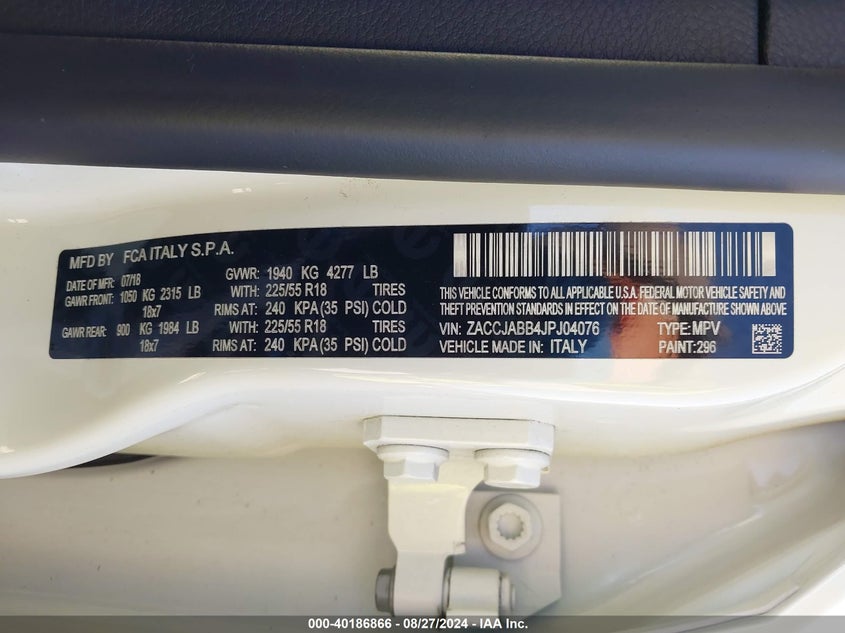 MFD BY FCA ITALY S.P.A.
DATE OF MFR: 07/18 GVWR: 1940 KG 4277 LB
GAWR FRONT: 1050 KG 2315 LB WITH: 225/55 R18 TIRES
18x7 RIMS AT: 240 KPA(35 PSI) COLD
GAWR REAR: 900 KG 1984 LB WITH: 225/55 R18 TIRES
18x7 RIMS AT: 240 KPA(35 PSI) COLD
THIS VEHICLE CONFORMS TO ALL APPLICABLE U.S.A. FEDERAL MOTOR VEHICLE SAFETY AND
THEFT PREVENTION STANDARDS IN EFFECT ON THE DATE OF MANUFACTURE SHOWN ABOVE
VIN: ZACCJABB4JPJ04076 TYPE:MPV
VEHICLE MADE IN: ITALY PAINT:296
000-40186866 - 08/27/2024 - IAA Inc.